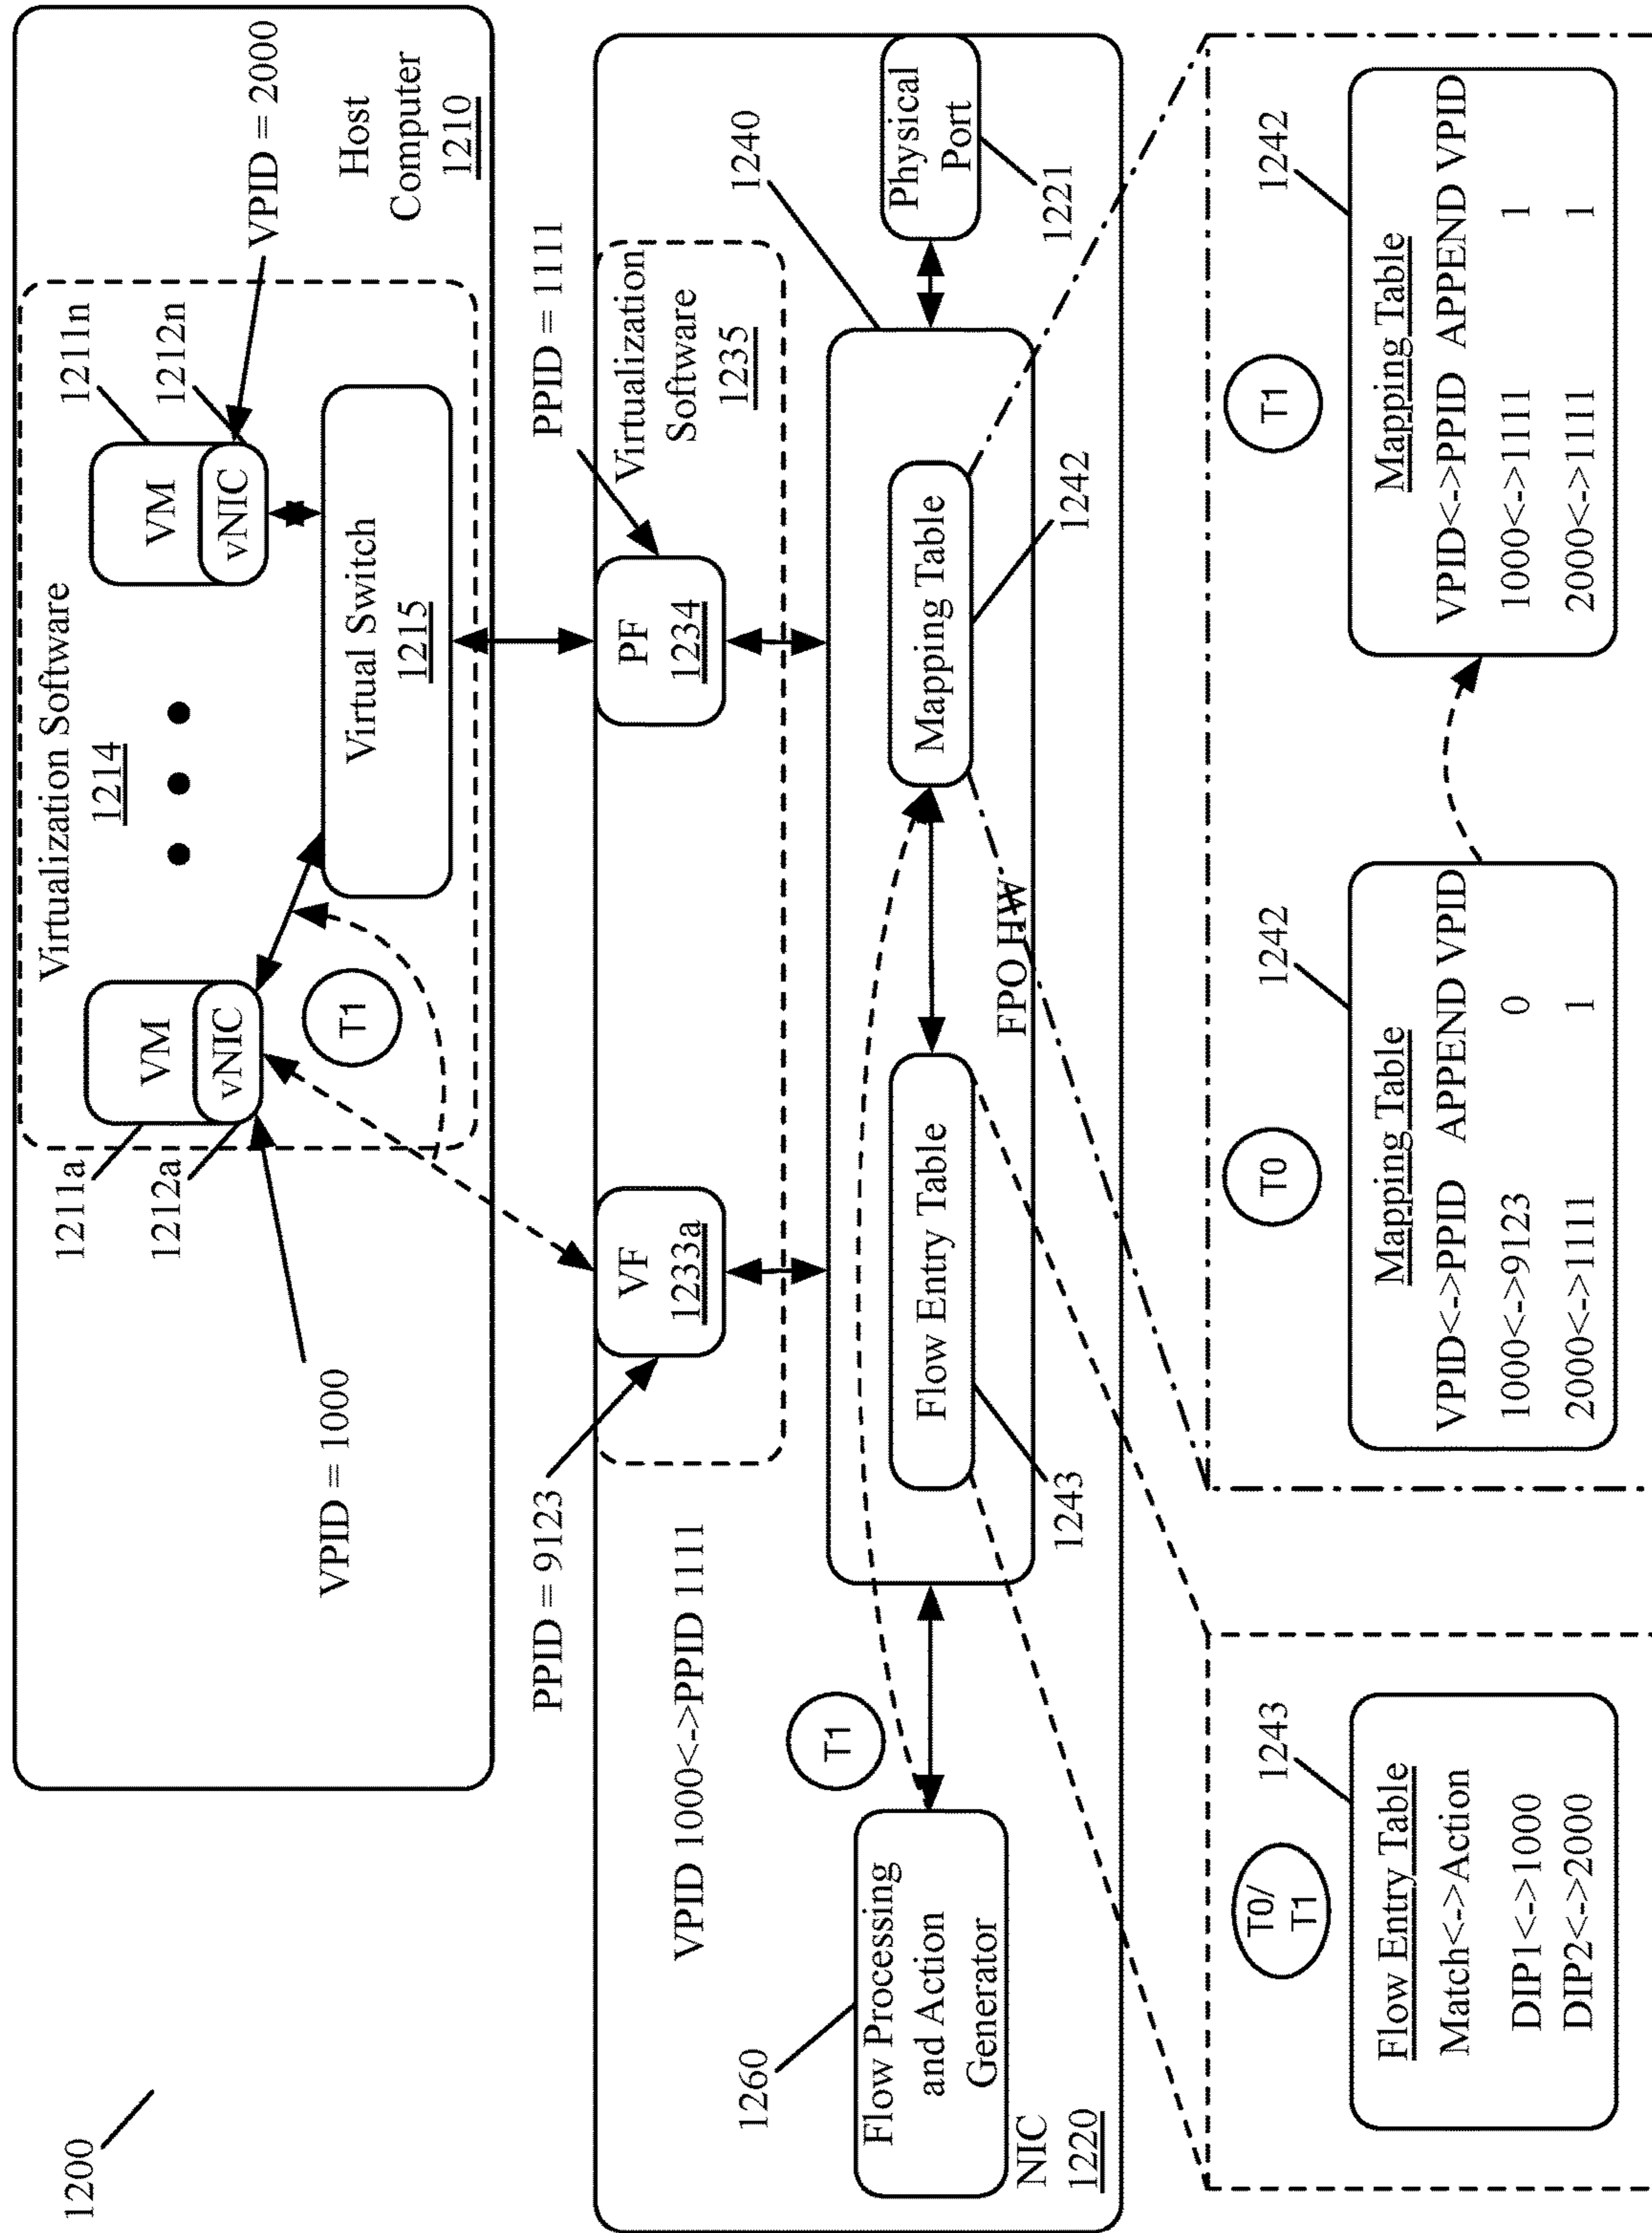 1200
Virtualization Software
1214
1211a
1212a
VM
vNIC
VPID = 1000
T1
1211n
1212n
VM
vNIC
VPID = 2000
Virtual Switch
1215
Host
Computer
1210
PPID = 9123
VF
1233a
PPID = 1111
PF
1234
Virtualization
Software
1235
VPID 1000<->PPID 1111
T1
1260
Flow Processing
and Action
Generator
NIC
1220
Flow Entry Table
1243
FPO HW
Mapping Table
1242
1240
Physical
Port
1221
T0/
T1
1243
Flow Entry Table
Match<->Action
DIP1<->1000
DIP2<->2000
T0
1242
Mapping Table
VPID<->PPID APPEND VPID
1000<->9123 0
2000<->1111 1
T1
1242
Mapping Table
VPID<->PPID APPEND VPID
1000<->1111 1
2000<->1111 1